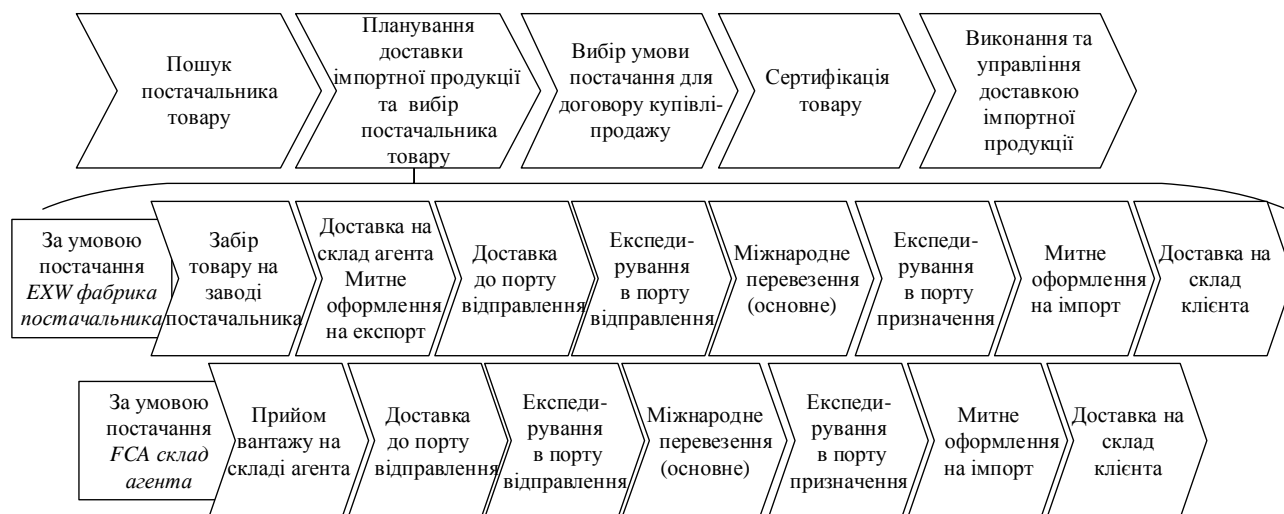 Пошук
постачальника
товару
Планування
доставки
імпортної продукції
та вибір
постачальника
товару
Вибір умови
постачання для
договору купівлі-
продажу
Сертифікація
товару
Виконання та
управління
доставкою
імпортної
продукції
За умовою
постачання
EXW фабрика
постачальника
Забір
товару на
заводі
постачальника
Доставка на
склад агента
Митне
оформлення
на експорт
Доставка
до порту
відправлення
Експеди-
рування
в порту
відправлення
Міжнародне
перевезення
(основне)
Експеди-
рування
в порту
призначення
Митне
оформлення
на імпорт
Доставка на
склад
клієнта
За умовою
постачання
FCA склад
агента
Прийом
вантажу на
складі агента
Доставка
до порту
відправлення
Експеди-
рування
в порту
відправлення
Міжнародне
перевезення
(основне)
Експеди-
рування
в порту
призначення
Митне
оформлення
на імпорт
Доставка на
склад
клієнта